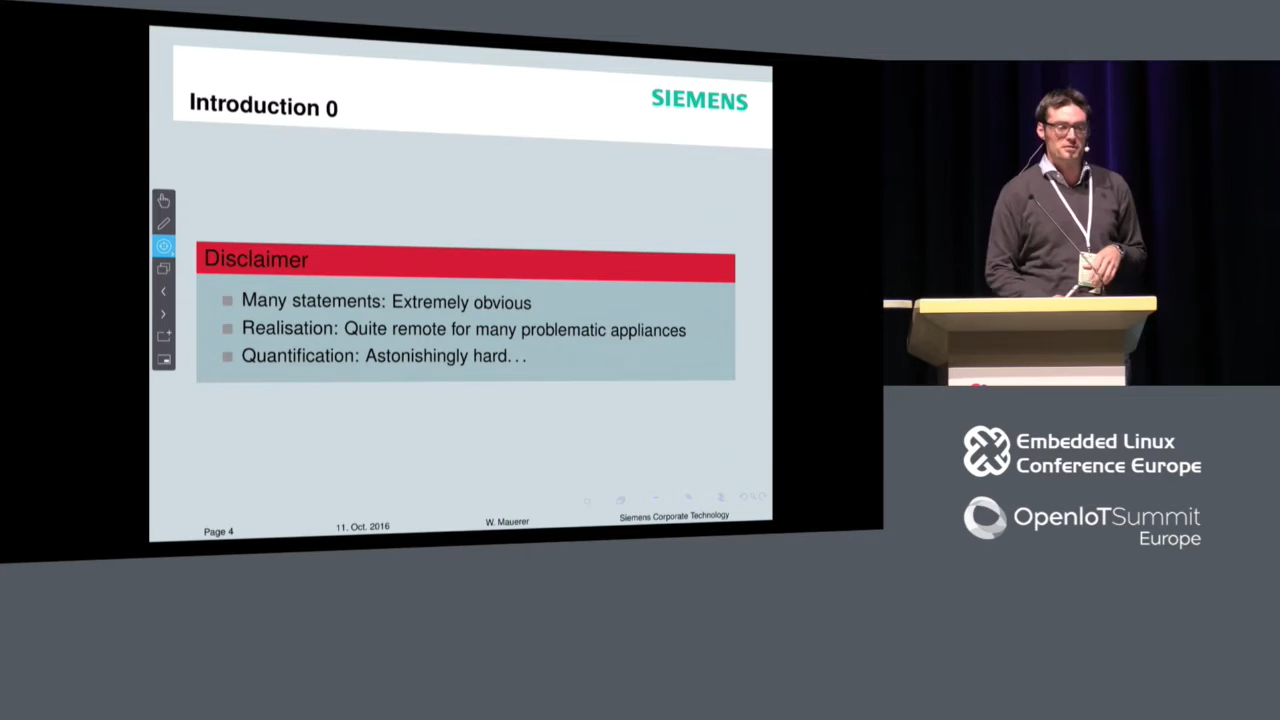 Introduction 0
SIEMENS
Disclaimer
Many statements: Extremely obvious
Realisation: Quite remote for many problematic appliances
Quantification: Astonishingly hard...
Page 4
11. Oct. 2016
W. Mauerer
Siemens Corporate Technology
Embedded Linux
Conference Europe
OpenIoTSummit
Europe